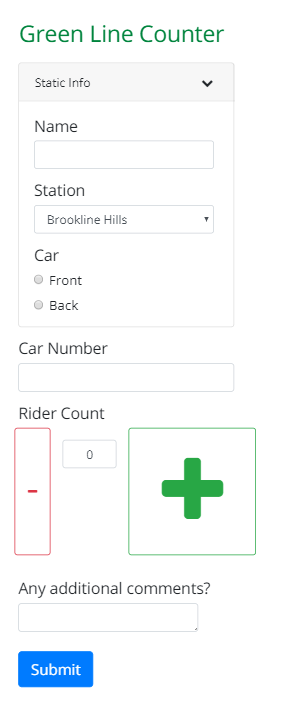 Green Line Counter
Static Info
Name
Station
Brookline Hills
Car
Front
Back
Car Number
Rider Count
-
0
+
Any additional comments?
Submit